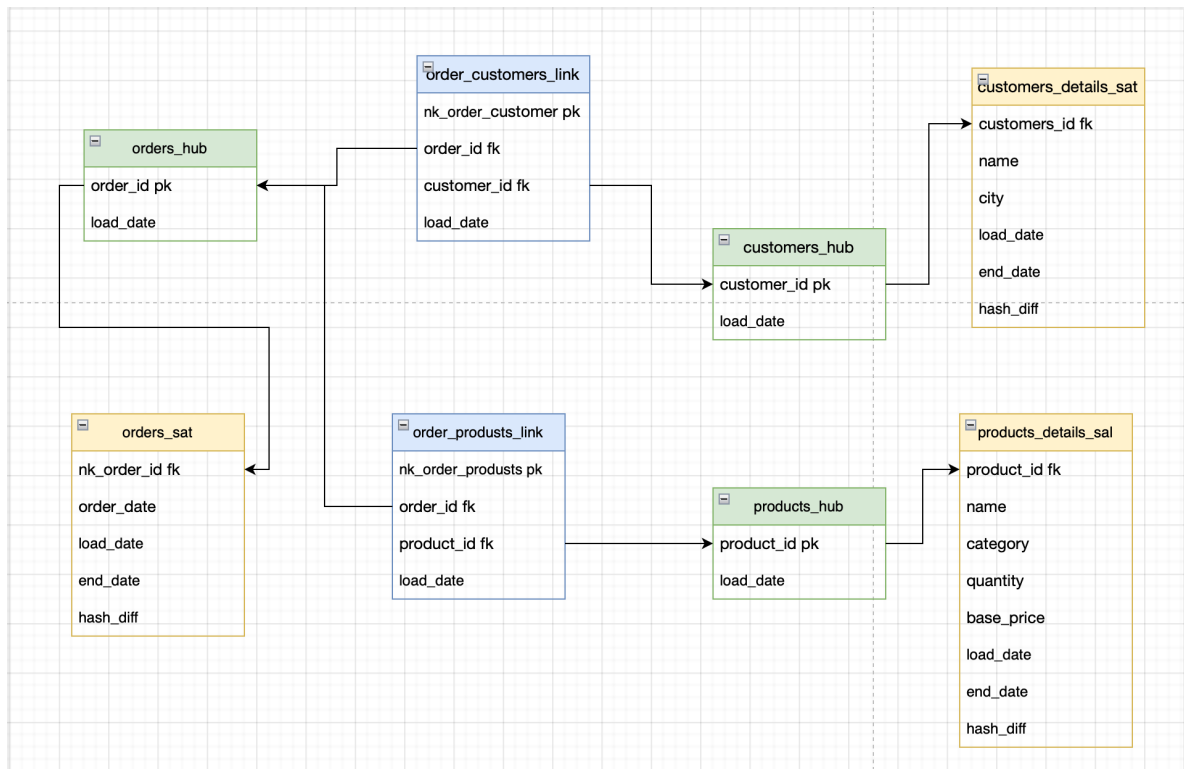 order_customers_link
nk_order_customer pk
order_id fk
customer_id fk
load_date
customers_details_sat
customers_id fk
name
city
load_date
end_date
hash_diff
orders_hub
order_id pk
load_date
customers_hub
customer_id pk
load_date
orders_sat
nk_order_id fk
order_date
load_date
end_date
hash_diff
order_produsts_link
nk_order_produsts pk
order_id fk
product_id fk
load_date
products_hub
product_id pk
load_date
products_details_sal
product_id fk
name
category
quantity
base_price
load_date
end_date
hash_diff